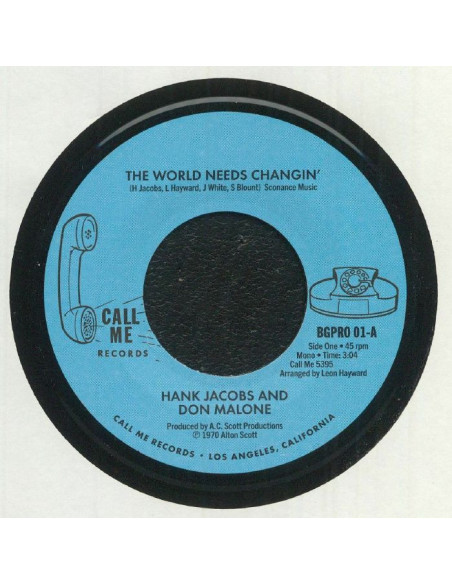 THE WORLD NEEDS CHANGIN'
(H Jacobs, L Hayward, J White, S Blount) Sconance Music
CALL
ME
RECORDS
BGPRO 01-A
Side One • 45 rpm
Mono • Time: 3:04
Call Me 5395
Arranged by Leon Hayward
HANK JACOBS AND
DON MALONE
Produced by A.C. Scott Productions
℗ 1970 Alton Scott
CALL ME RECORDS • LOS ANGELES, CALIFORNIA